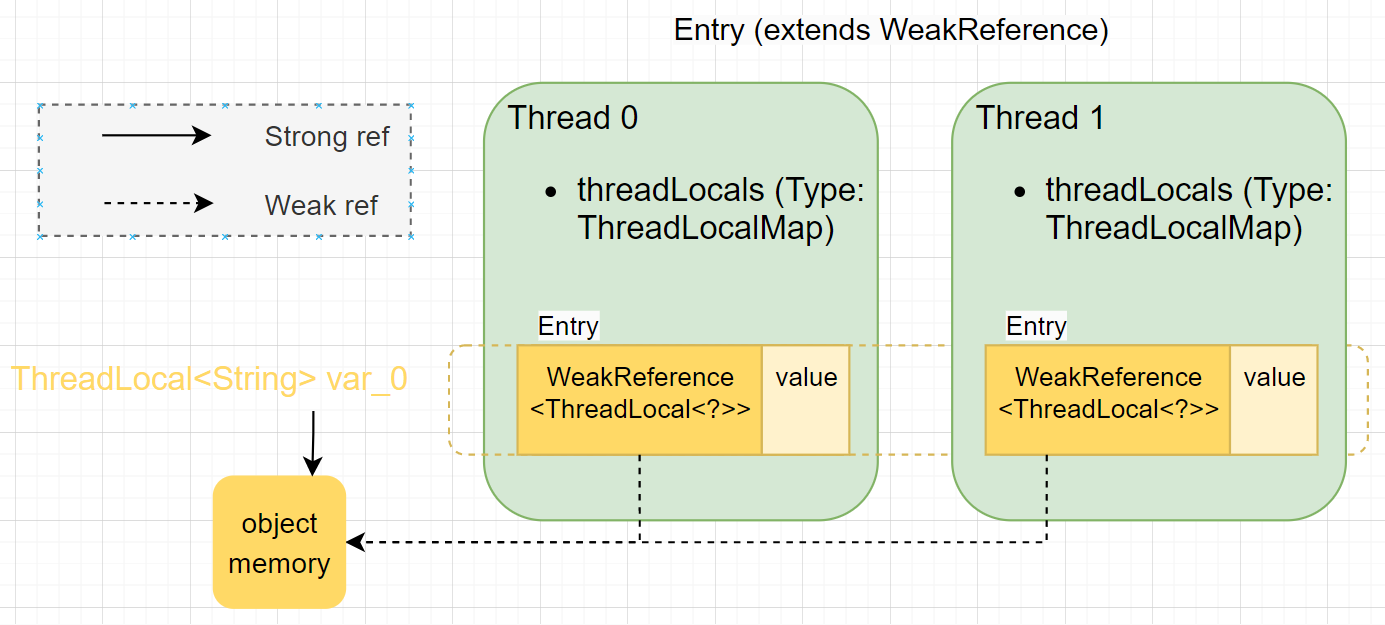 Entry (extends WeakReference)
Strong ref
Weak ref
Thread 0
• threadLocals (Type:
ThreadLocalMap)
Thread 1
• threadLocals (Type:
ThreadLocalMap)
ThreadLocal<String> var_0
object
memory
Entry
WeakReference
<ThreadLocal<?>>
value
Entry
WeakReference
<ThreadLocal<?>>
value